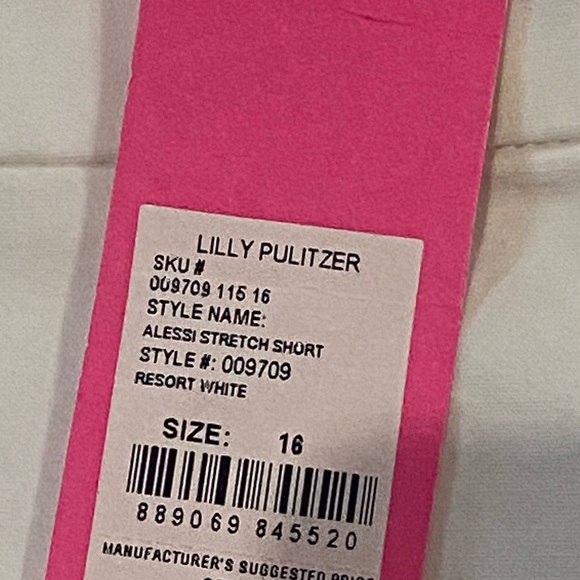 LILLY PULITZER
SKU #
009709 115 16
STYLE NAME:
ALESSI STRETCH SHORT
STYLE #: 009709
RESORT WHITE
SIZE: 16
889069 845520
MANUFACTURER'S SUGGESTED PRICE